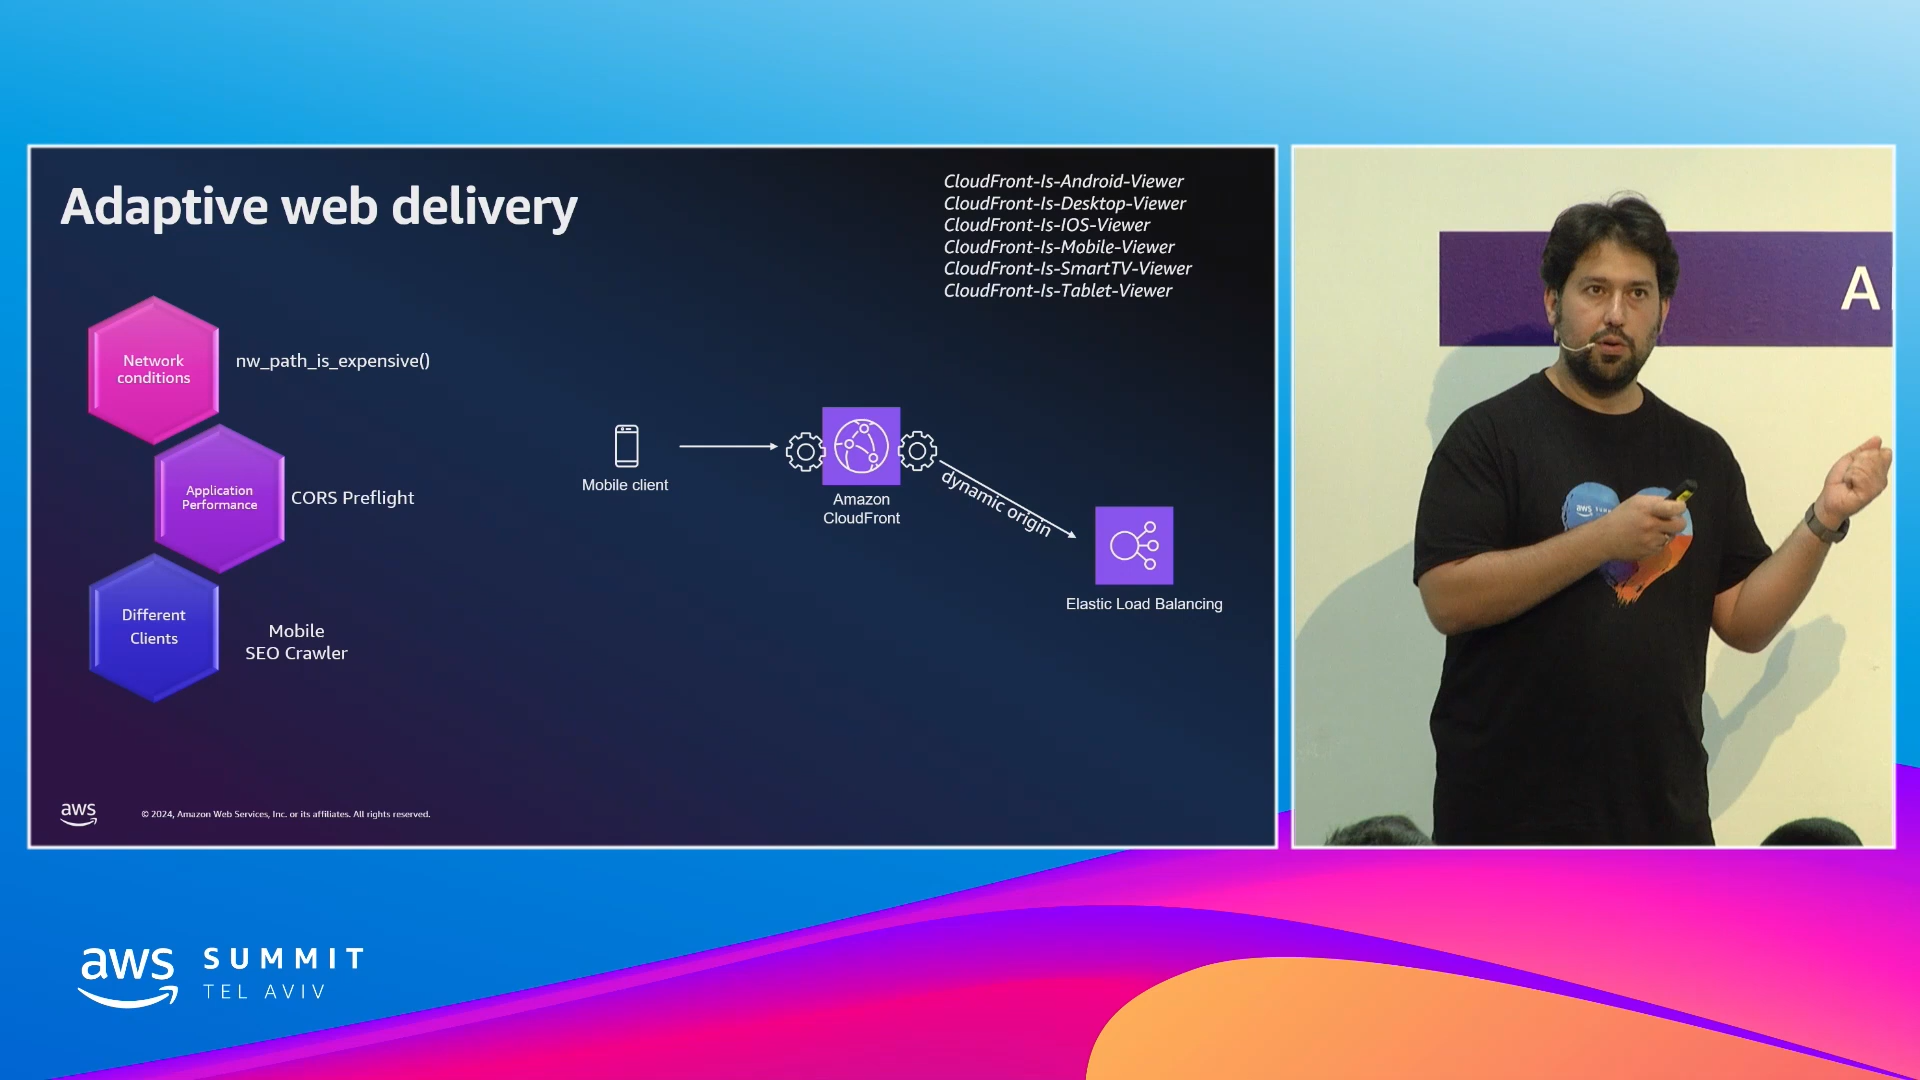 Adaptive web delivery
CloudFront-Is-Android-Viewer
CloudFront-Is-Desktop-Viewer
CloudFront-Is-IOS-Viewer
CloudFront-Is-Mobile-Viewer
CloudFront-Is-SmartTV-Viewer
CloudFront-Is-Tablet-Viewer
Network
conditions
nw_path_is_expensive()
Application
Performance
CORS Preflight
Different
Clients
Mobile
SEO Crawler
Mobile client
Amazon
CloudFront
dynamic origin
Elastic Load Balancing
aws
© 2024, Amazon Web Services, Inc. or its affiliates. All rights reserved.
A
aws
aws SUMMIT
TEL AVIV